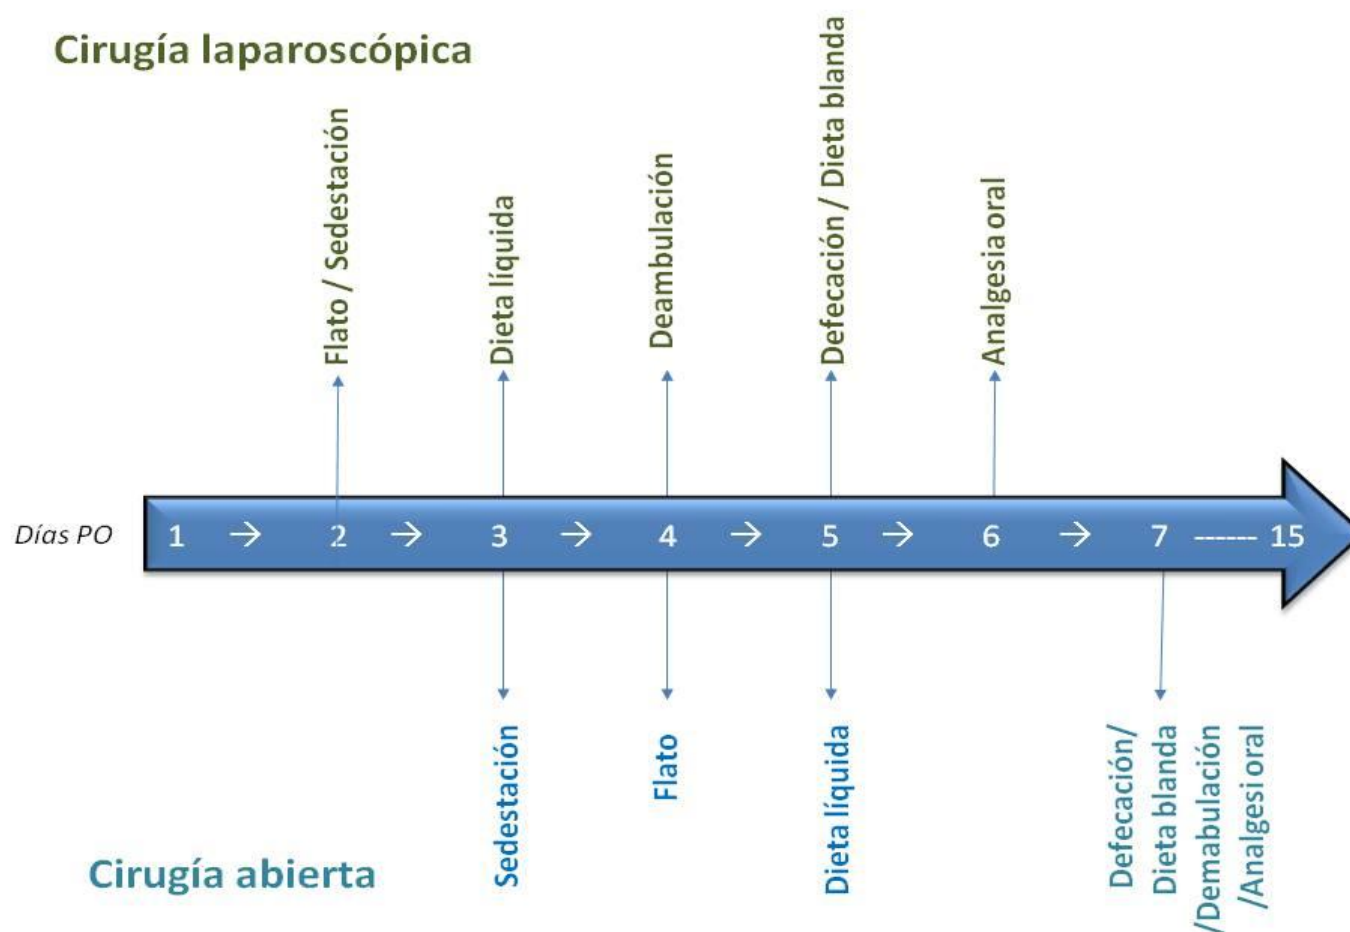 Cirugía laparoscópica
Flato / Sedestación
Dieta líquida
Deambulación
Defecación / Dieta blanda
Analgesia oral
Días PO
1 → 2 → 3 → 4 → 5 → 6 → 7 ------ 15
Sedestación
Flato
Dieta líquida
Defecación/
Dieta blanda
/Demabulación
/Analgesi oral
Cirugía abierta